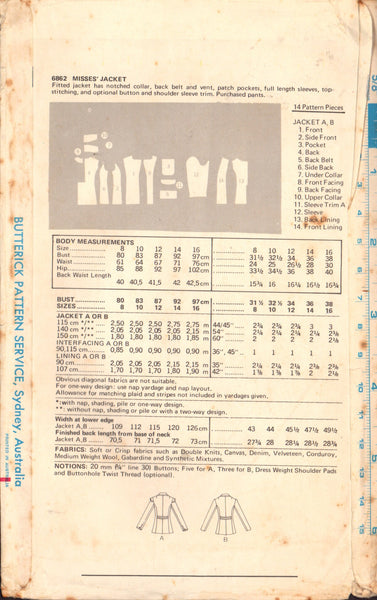 6862 MISSES' JACKET
Fitted jacket has notched collar, back belt and vent, patch pockets, full length sleeves, top-
stitching, and optional button and shoulder sleeve trim. Purchased pants.
14 Pattern Pieces
JACKET A, B
1. Front
2. Side Front
3. Pocket
4. Back
5. Back Belt
6. Side Back
7. Under Collar
8. Front Facing
9. Back Facing
10. Upper Collar
11. Sleeve Trim A
12. Sleeve
13. Back Lining
14. Front Lining
BODY MEASUREMENTS
Size 8 10 12 14 16 8 10 12 14 16
Bust 80 83 87 92 97cm 31½ 32½ 34 36 38
Waist 61 64 67 71 76cm 24 25 26½ 28 30
Hip 85 88 92 97 102cm 33½ 34½ 36 38 40
Back Waist Length
40 40,5 41,5 42 42,5cm 15¾ 16 16¼ 16½ 16¾
BUST 80 83 87 92 97cm 31½ 32½ 34 36 38
SIZES 8 10 12 14 16 8 10 12 14 16
JACKET A OR B
115 cm */** 2,50 2,50 2,50 2,75 2,75 m 44/45" 2¾ 2¾ 2¾ 3 3
140 cm */** 2,05 2,05 2,05 2,05 2,15 m 54" 2¼ 2¼ 2¼ 2¼ 2⅜
150 cm */** 1,80 1,80 1,80 1,85 1,85 m 60" 2 2 2 2 2
INTERFACING A OR B
90,115 cm 0,85 0,90 0,90 0,90 0,90 m 36", 45" 1 1 1 1 1
LINING A OR B
90 cm 2,05 2,05 2,05 2,15 2,15 m 35" 2¼ 2¼ 2¼ 2⅜ 2⅜
107 cm 1,70 1,70 1,70 1,80 1,90 m 42" 1⅞ 1⅞ 1⅞ 2 2⅛
Obvious diagonal fabrics are not suitable.
For one-way design: use nap yardage and nap layout.
Allowance for matching plaid and stripes not included in yardages given.
*: with nap, shading, pile or one-way design.
**: without nap, shading or pile or with a two-way design.
Width at lower edge
Jacket A,B 109 112 115 120 126cm 43 44 45½ 47½ 49½
Finished back length from base of neck
Jacket A,B 70,5 71 71,5 72 73cm 27¾ 28 28¼ 28½ 28¾
FABRICS: Soft or Crisp fabrics such as Double Knits, Canvas, Denim, Velveteen, Corduroy,
Medium Weight Wool, Gabardine and Synthetic Mixtures.
NOTIONS: 20 mm (¾" line 30) Buttons; Five for A, Three for B, Dress Weight Shoulder Pads
and Buttonhole Twist Thread (optional).
A B
BUTTERICK PATTERN SERVICE, Sydney, Australia
PRINTED IN AUSTRALIA